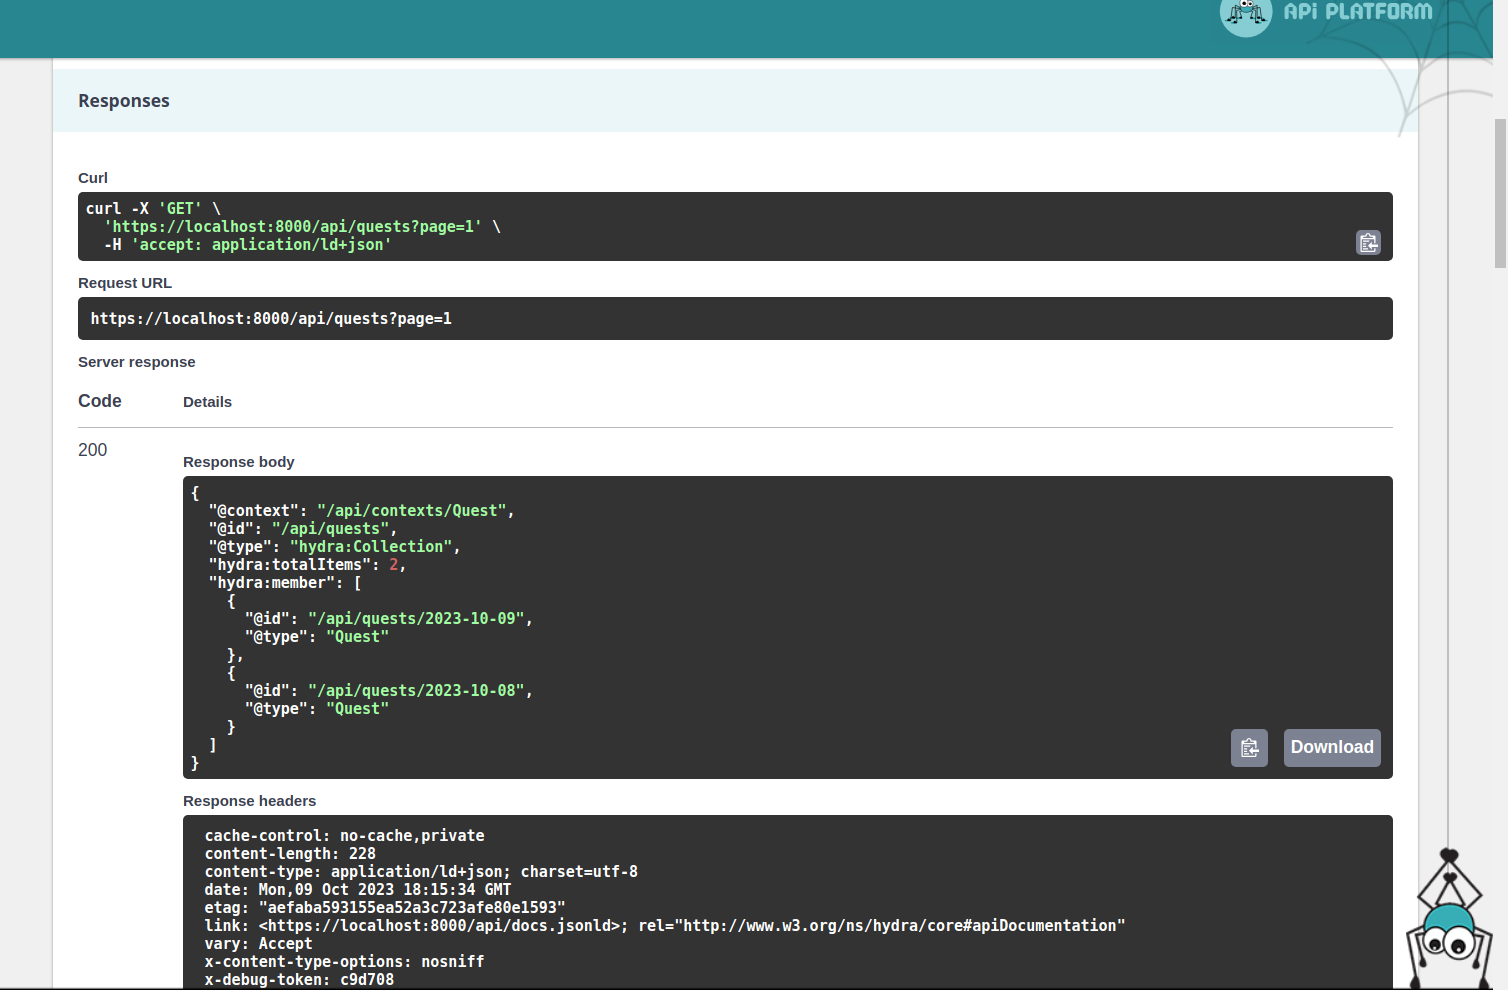 API PLATFORM
Responses
Curl
curl -X 'GET' \
  'https://localhost:8000/api/quests?page=1' \
  -H 'accept: application/ld+json'
Request URL
https://localhost:8000/api/quests?page=1
Server response
Code Details
200
Response body
{
  "@context": "/api/contexts/Quest",
  "@id": "/api/quests",
  "@type": "hydra:Collection",
  "hydra:totalItems": 2,
  "hydra:member": [
    {
      "@id": "/api/quests/2023-10-09",
      "@type": "Quest"
    },
    {
      "@id": "/api/quests/2023-10-08",
      "@type": "Quest"
    }
  ]
}
Download
Response headers
cache-control: no-cache,private
content-length: 228
content-type: application/ld+json; charset=utf-8
date: Mon,09 Oct 2023 18:15:34 GMT
etag: "aefaba593155ea52a3c723afe80e1593"
link: <https://localhost:8000/api/docs.jsonld>; rel="http://www.w3.org/ns/hydra/core#apiDocumentation"
vary: Accept
x-content-type-options: nosniff
x-debug-token: c9d708